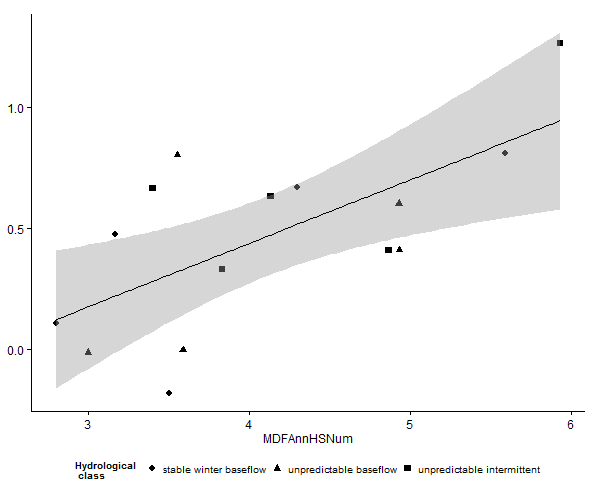 1.0
0.5
0.0
3 4 5 6
MDFAnnHSNum
Hydrological
class
stable winter baseflow unpredictable baseflow unpredictable intermittent